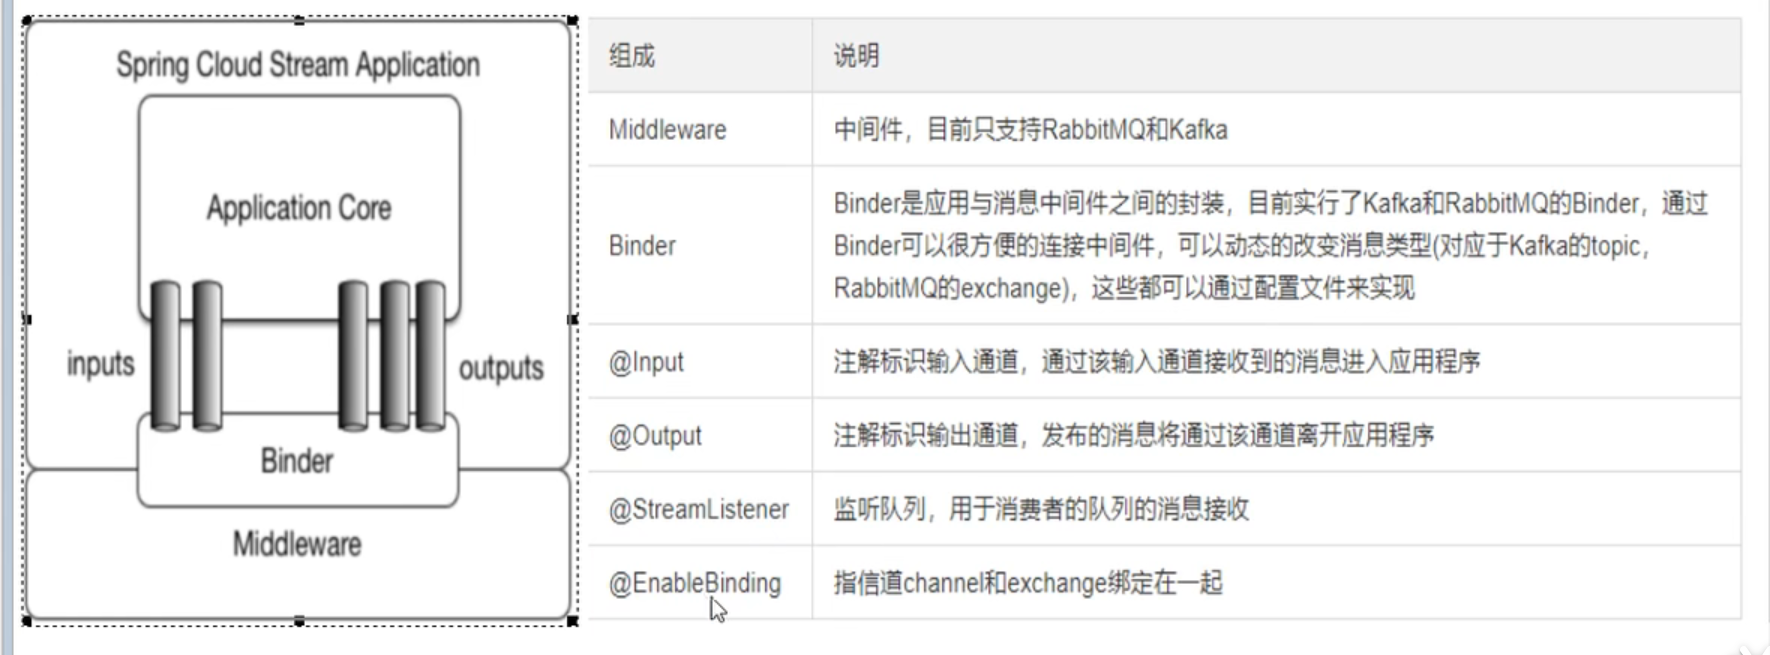 Spring Cloud Stream Application
Application Core
inputs
outputs
Binder
Middleware
组成 说明
Middleware 中间件，目前只支持RabbitMQ和Kafka
Binder Binder是应用与消息中间件之间的封装，目前实行了Kafka和RabbitMQ的Binder，通过
Binder可以很方便的连接中间件，可以动态的改变消息类型(对应于Kafka的topic，
RabbitMQ的exchange)，这些都可以通过配置文件来实现
@Input 注解标识输入通道，通过该输入通道接收到的消息进入应用程序
@Output 注解标识输出通道，发布的消息将通过该通道离开应用程序
@StreamListener 监听队列，用于消费者的队列的消息接收
@EnableBinding 指信道channel和exchange绑定在一起